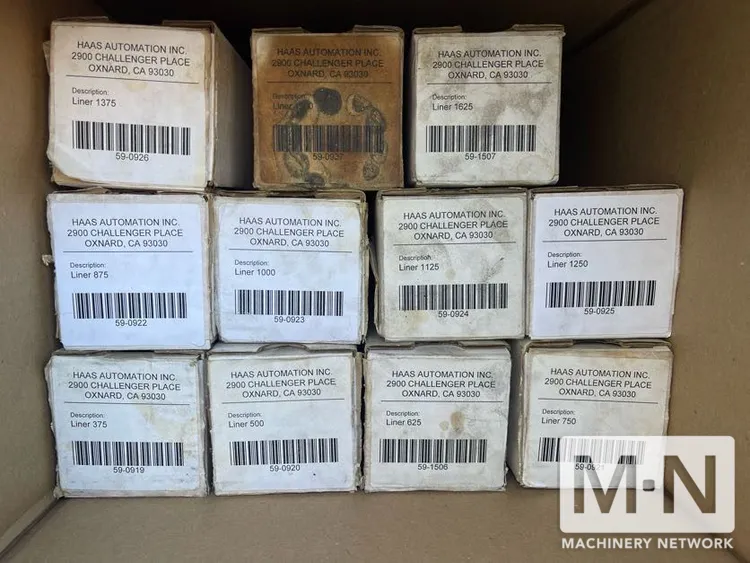 HAAS AUTOMATION INC.
2900 CHALLENGER PLACE
OXNARD, CA 93030
Description:
Liner 1375
59-0926
HAAS AUTOMATION INC.
2900 CHALLENGER PLACE
OXNARD, CA 93030
Description:
Liner
HAAS AUTOMATION INC.
2900 CHALLENGER PLACE
OXNARD, CA 93030
Description:
Liner 1625
59-1507
HAAS AUTOMATION INC.
2900 CHALLENGER PLACE
OXNARD, CA 93030
Description:
Liner 875
59-0922
HAAS AUTOMATION INC.
2900 CHALLENGER PLACE
OXNARD, CA 93030
Description:
Liner 1000
59-0923
HAAS AUTOMATION INC.
2900 CHALLENGER PLACE
OXNARD, CA 93030
Description:
Liner 1125
59-0924
HAAS AUTOMATION INC.
2900 CHALLENGER PLACE
OXNARD, CA 93030
Description:
Liner 1250
59-0925
HAAS AUTOMATION INC.
2900 CHALLENGER PLACE
OXNARD, CA 93030
Description:
Liner 375
59-0919
HAAS AUTOMATION INC.
2900 CHALLENGER PLACE
OXNARD, CA 93030
Description:
Liner 500
59-0920
HAAS AUTOMATION INC.
2900 CHALLENGER PLACE
OXNARD, CA 93030
Description:
Liner 625
59-1506
HAAS AUTOMATION INC.
2900 CHALLENGER PLACE
OXNARD, CA 93030
Description:
Liner 750
M·N
MACHINERY NETWORK